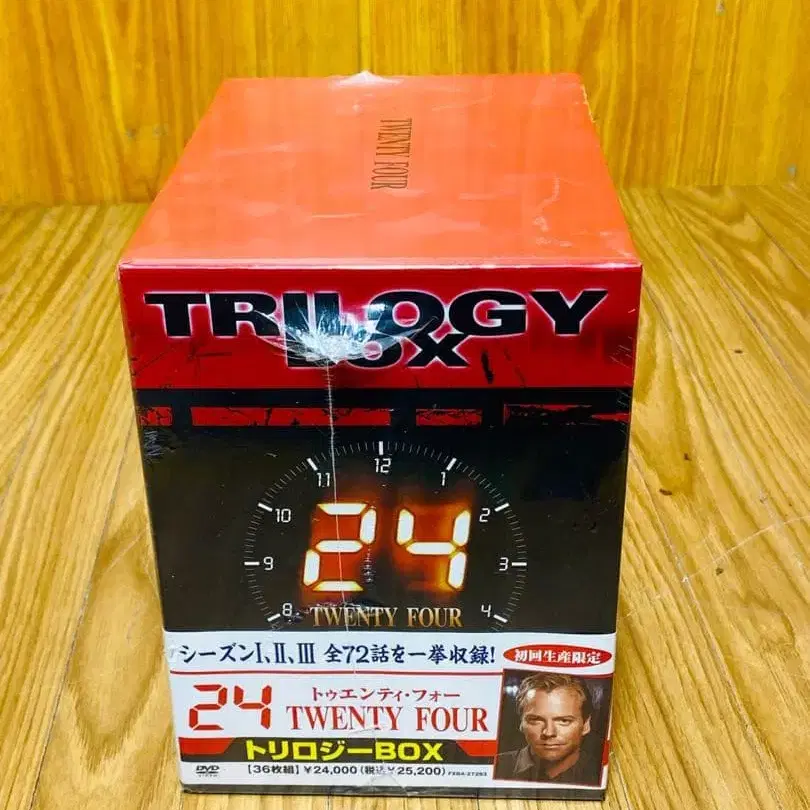 TWENTY FOUR
TRILOGY
BOX
12
11
1
10
2
9
3
8
4
24
TWENTY FOUR
シーズンⅠ、Ⅱ、Ⅲ 全72話を一挙収録!
初回生産限定
トゥエンティ・フォー
24 TWENTY FOUR
トリロジーBOX
DVD
VIDEO
【36枚組】¥24,000(税込¥25,200)